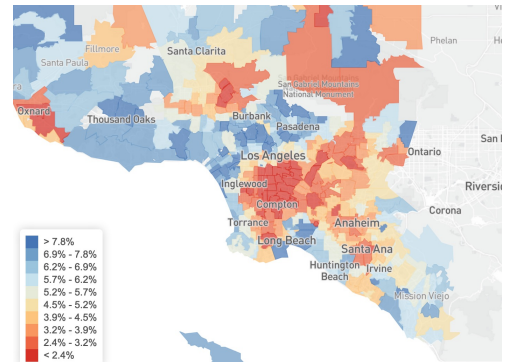 Phelan
Fillmore
Santa Clarita
Santa Paula
San Gabriel Mountains
San Gabriel Mountains
National Monument
Oxnard
Thousand Oaks
Burbank
Pasadena
Los Angeles
Ontario
San
Inglewood
Riversi
Compton
Corona
Torrance
Anaheim
Long Beach
Santa Ana
Huntington
Beach
Irvine
Mission Viejo
> 7.8%
6.9% - 7.8%
6.2% - 6.9%
5.7% - 6.2%
5.2% - 5.7%
4.5% - 5.2%
3.9% - 4.5%
3.2% - 3.9%
2.4% - 3.2%
< 2.4%